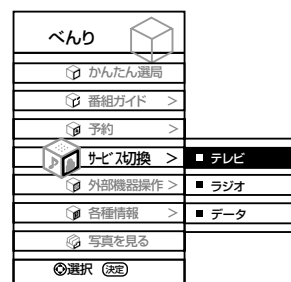 べんり
かんたん選局
番組ガイド >
予約 >
サービス切換 > ■ テレビ
外部機器操作 > ■ ラジオ
各種情報 > ■ データ
写真を見る
選択 決定